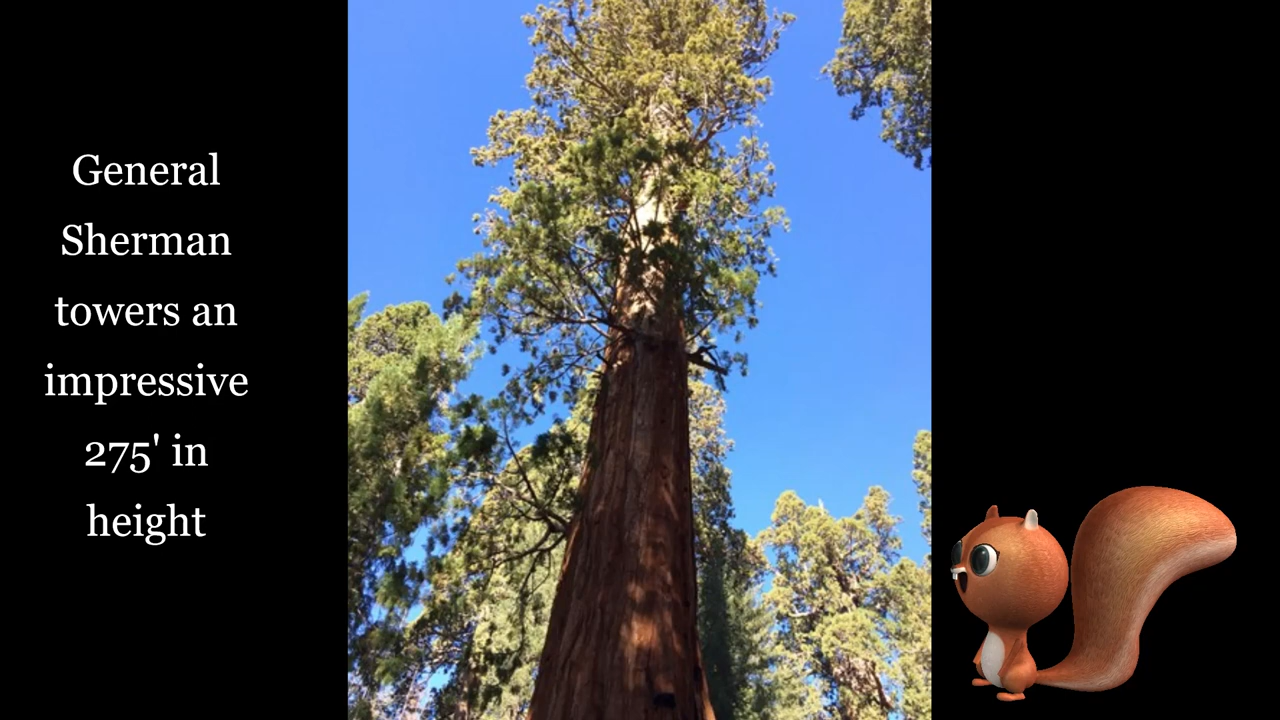 General
Sherman
towers an
impressive
275' in
height